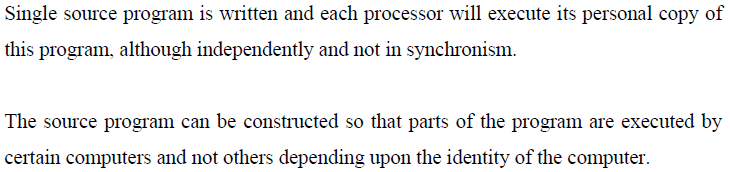 Single source program is written and each processor will execute its personal copy of
this program, although independently and not in synchronism.
The source program can be constructed so that parts of the program are executed by
certain computers and not others depending upon the identity of the computer.